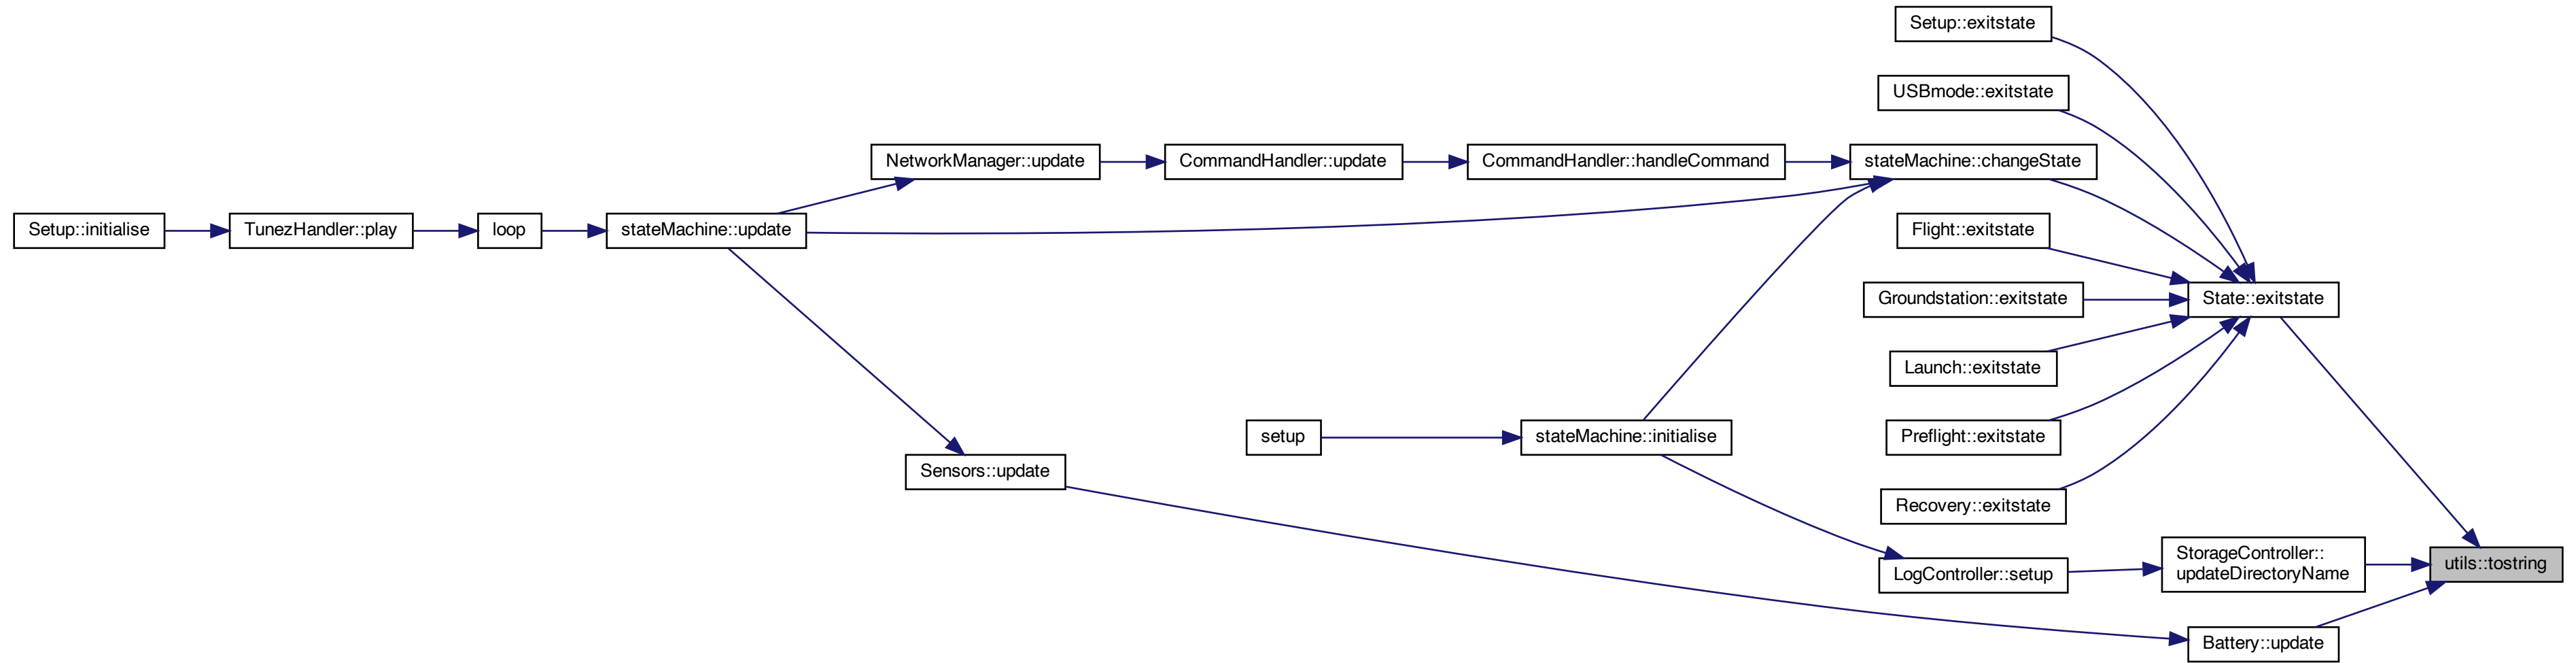 Setup::exitstate
USBmode::exitstate
NetworkManager::update
CommandHandler::update
CommandHandler::handleCommand
stateMachine::changeState
Setup::initialise
TunezHandler::play
loop
stateMachine::update
Flight::exitstate
Groundstation::exitstate
State::exitstate
Launch::exitstate
setup
stateMachine::initialise
Preflight::exitstate
Sensors::update
Recovery::exitstate
LogController::setup
StorageController::
updateDirectoryName
utils::tostring
Battery::update